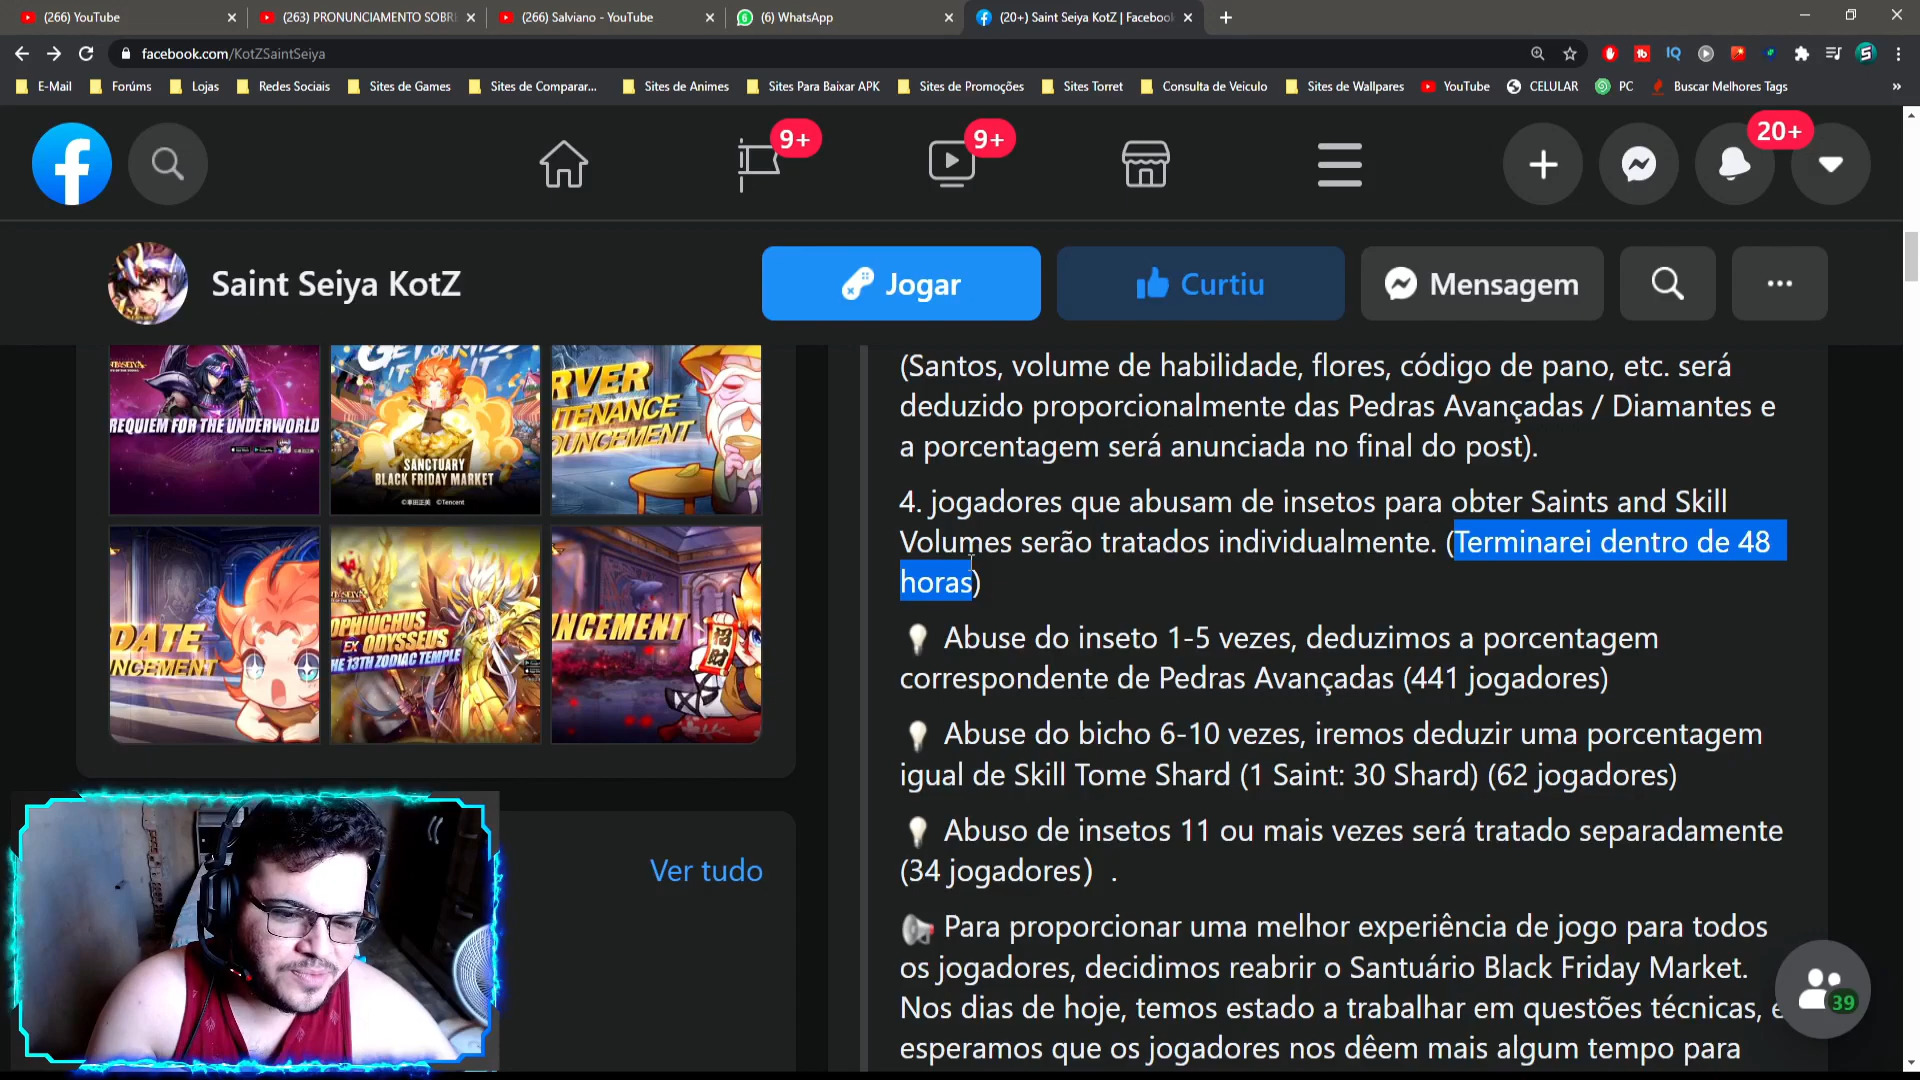 (266) YouTube
(263) PRONUNCIAMENTO SOBRE
(266) Salviano - YouTube
(6) WhatsApp
(20+) Saint Seiya KotZ | Facebook
facebook.com/KotZSaintSeiya
E-Mail
Forúms
Lojas
Redes Sociais
Sites de Games
Sites de Comparar...
Sites de Animes
Sites Para Baixar APK
Sites de Promoções
Sites Torret
Consulta de Veiculo
Sites de Wallpares
YouTube
CELULAR
PC
Buscar Melhores Tags
»
9+
9+
20+
Saint Seiya KotZ
Jogar
Curtiu
Mensagem
REQUIEM FOR THE UNDERWORLD
SANCTUARY
BLACK FRIDAY MARKET
©Tencent
OPHIUCHUS
EX ODYSSEUS
HE 13TH ZODIAC TEMPLE
Ver tudo
(Santos, volume de habilidade, flores, código de pano, etc. será
deduzido proporcionalmente das Pedras Avançadas / Diamantes e
a porcentagem será anunciada no final do post).
4. jogadores que abusam de insetos para obter Saints and Skill
Volumes serão tratados individualmente. (Terminarei dentro de 48
horas)
Abuse do inseto 1-5 vezes, deduzimos a porcentagem
correspondente de Pedras Avançadas (441 jogadores)
Abuse do bicho 6-10 vezes, iremos deduzir uma porcentagem
igual de Skill Tome Shard (1 Saint: 30 Shard) (62 jogadores)
Abuso de insetos 11 ou mais vezes será tratado separadamente
(34 jogadores) .
Para proporcionar uma melhor experiência de jogo para todos
os jogadores, decidimos reabrir o Santuário Black Friday Market.
Nos dias de hoje, temos estado a trabalhar em questões técnicas, e
esperamos que os jogadores nos dêem mais algum tempo para
39